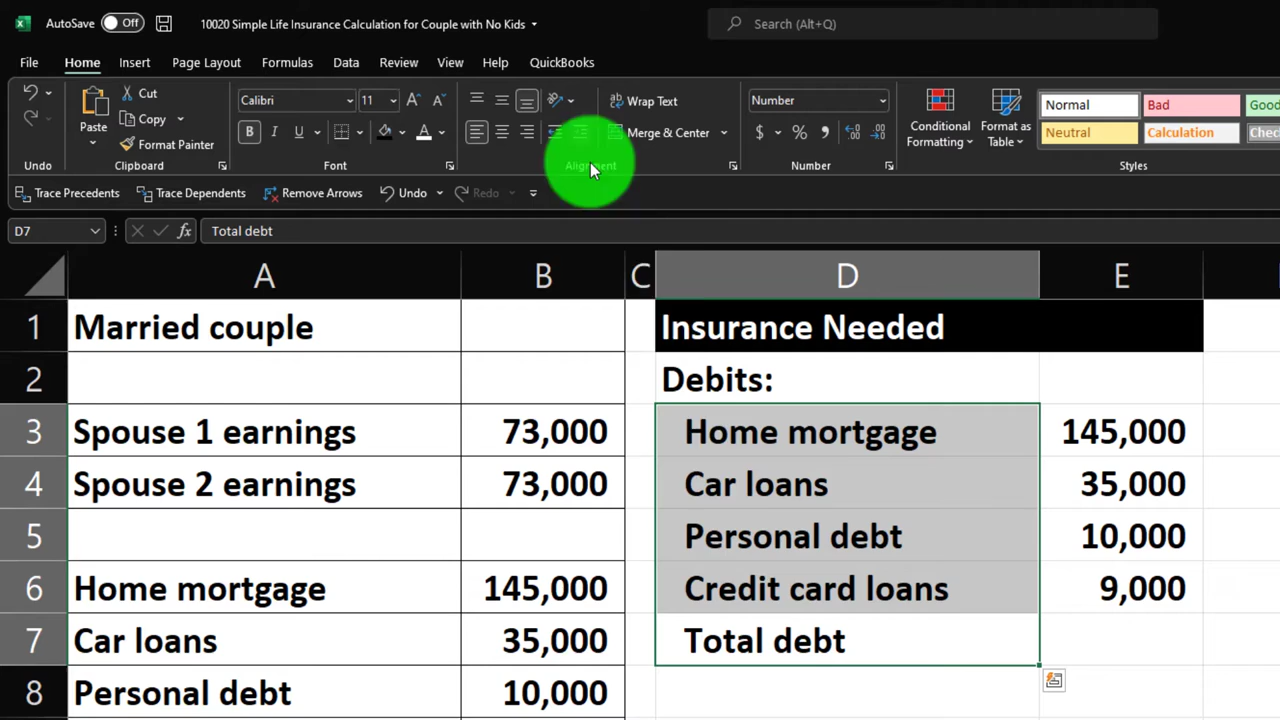 AutoSave Off 10020 Simple Life Insurance Calculation for Couple with No Kids Search (Alt+Q)
File Home Insert Page Layout Formulas Data Review View Help QuickBooks
Cut Calibri 11 Wrap Text Number Normal Bad Good
Paste Copy Conditional Formatting Format as Table
B I U Merge & Center $ % Neutral Calculation Check
Format Painter
Undo Clipboard Font Alignment Number Styles
Trace Precedents Trace Dependents Remove Arrows Undo Redo
D7 fx Total debt
A B C D E
1 Married couple Insurance Needed
2 Debits:
3 Spouse 1 earnings 73,000 Home mortgage 145,000
4 Spouse 2 earnings 73,000 Car loans 35,000
5 Personal debt 10,000
6 Home mortgage 145,000 Credit card loans 9,000
7 Car loans 35,000 Total debt
8 Personal debt 10,000